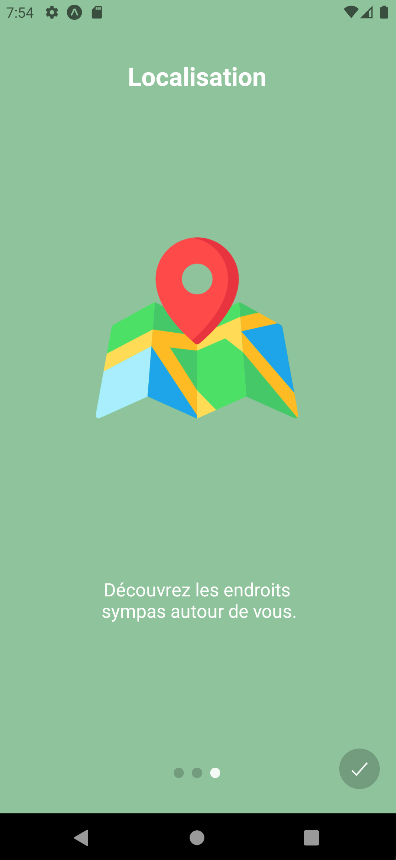 7:54
Localisation
Découvrez les endroits
sympas autour de vous.